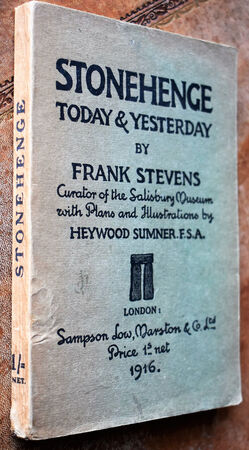 STONEHENGE
TODAY & YESTERDAY
BY
FRANK STEVENS
Curator of the Salisbury Museum
with Plans and Illustrations by
HEYWOOD SUMNER. F.S.A.
LONDON:
Sampson Low, Marston & Co. Ltd
Price 1s net
1916.
STONEHENGE
1/=
NET.